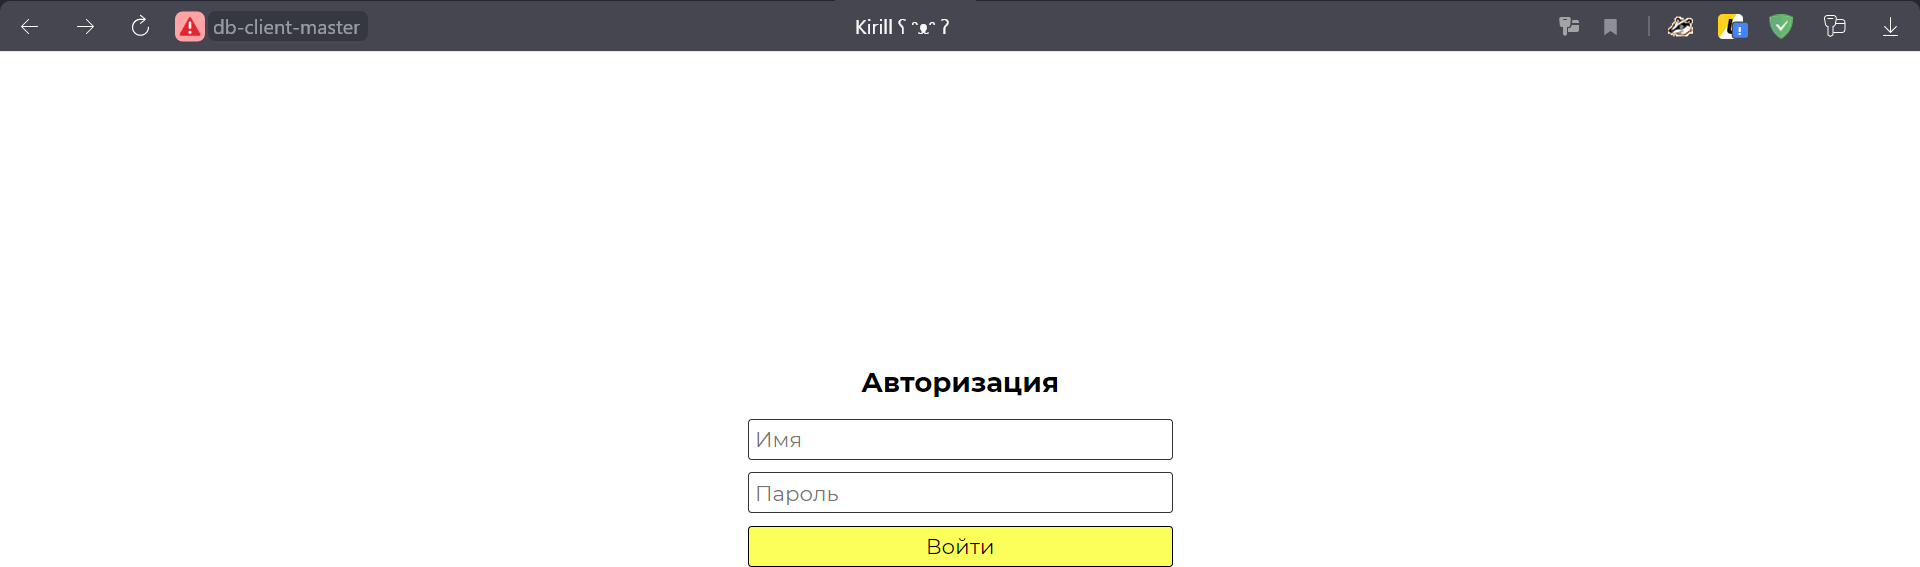 db-client-master
Kirill ʕ ᵔᴥᵔ ʔ
Авторизация
Имя
Пароль
Войти